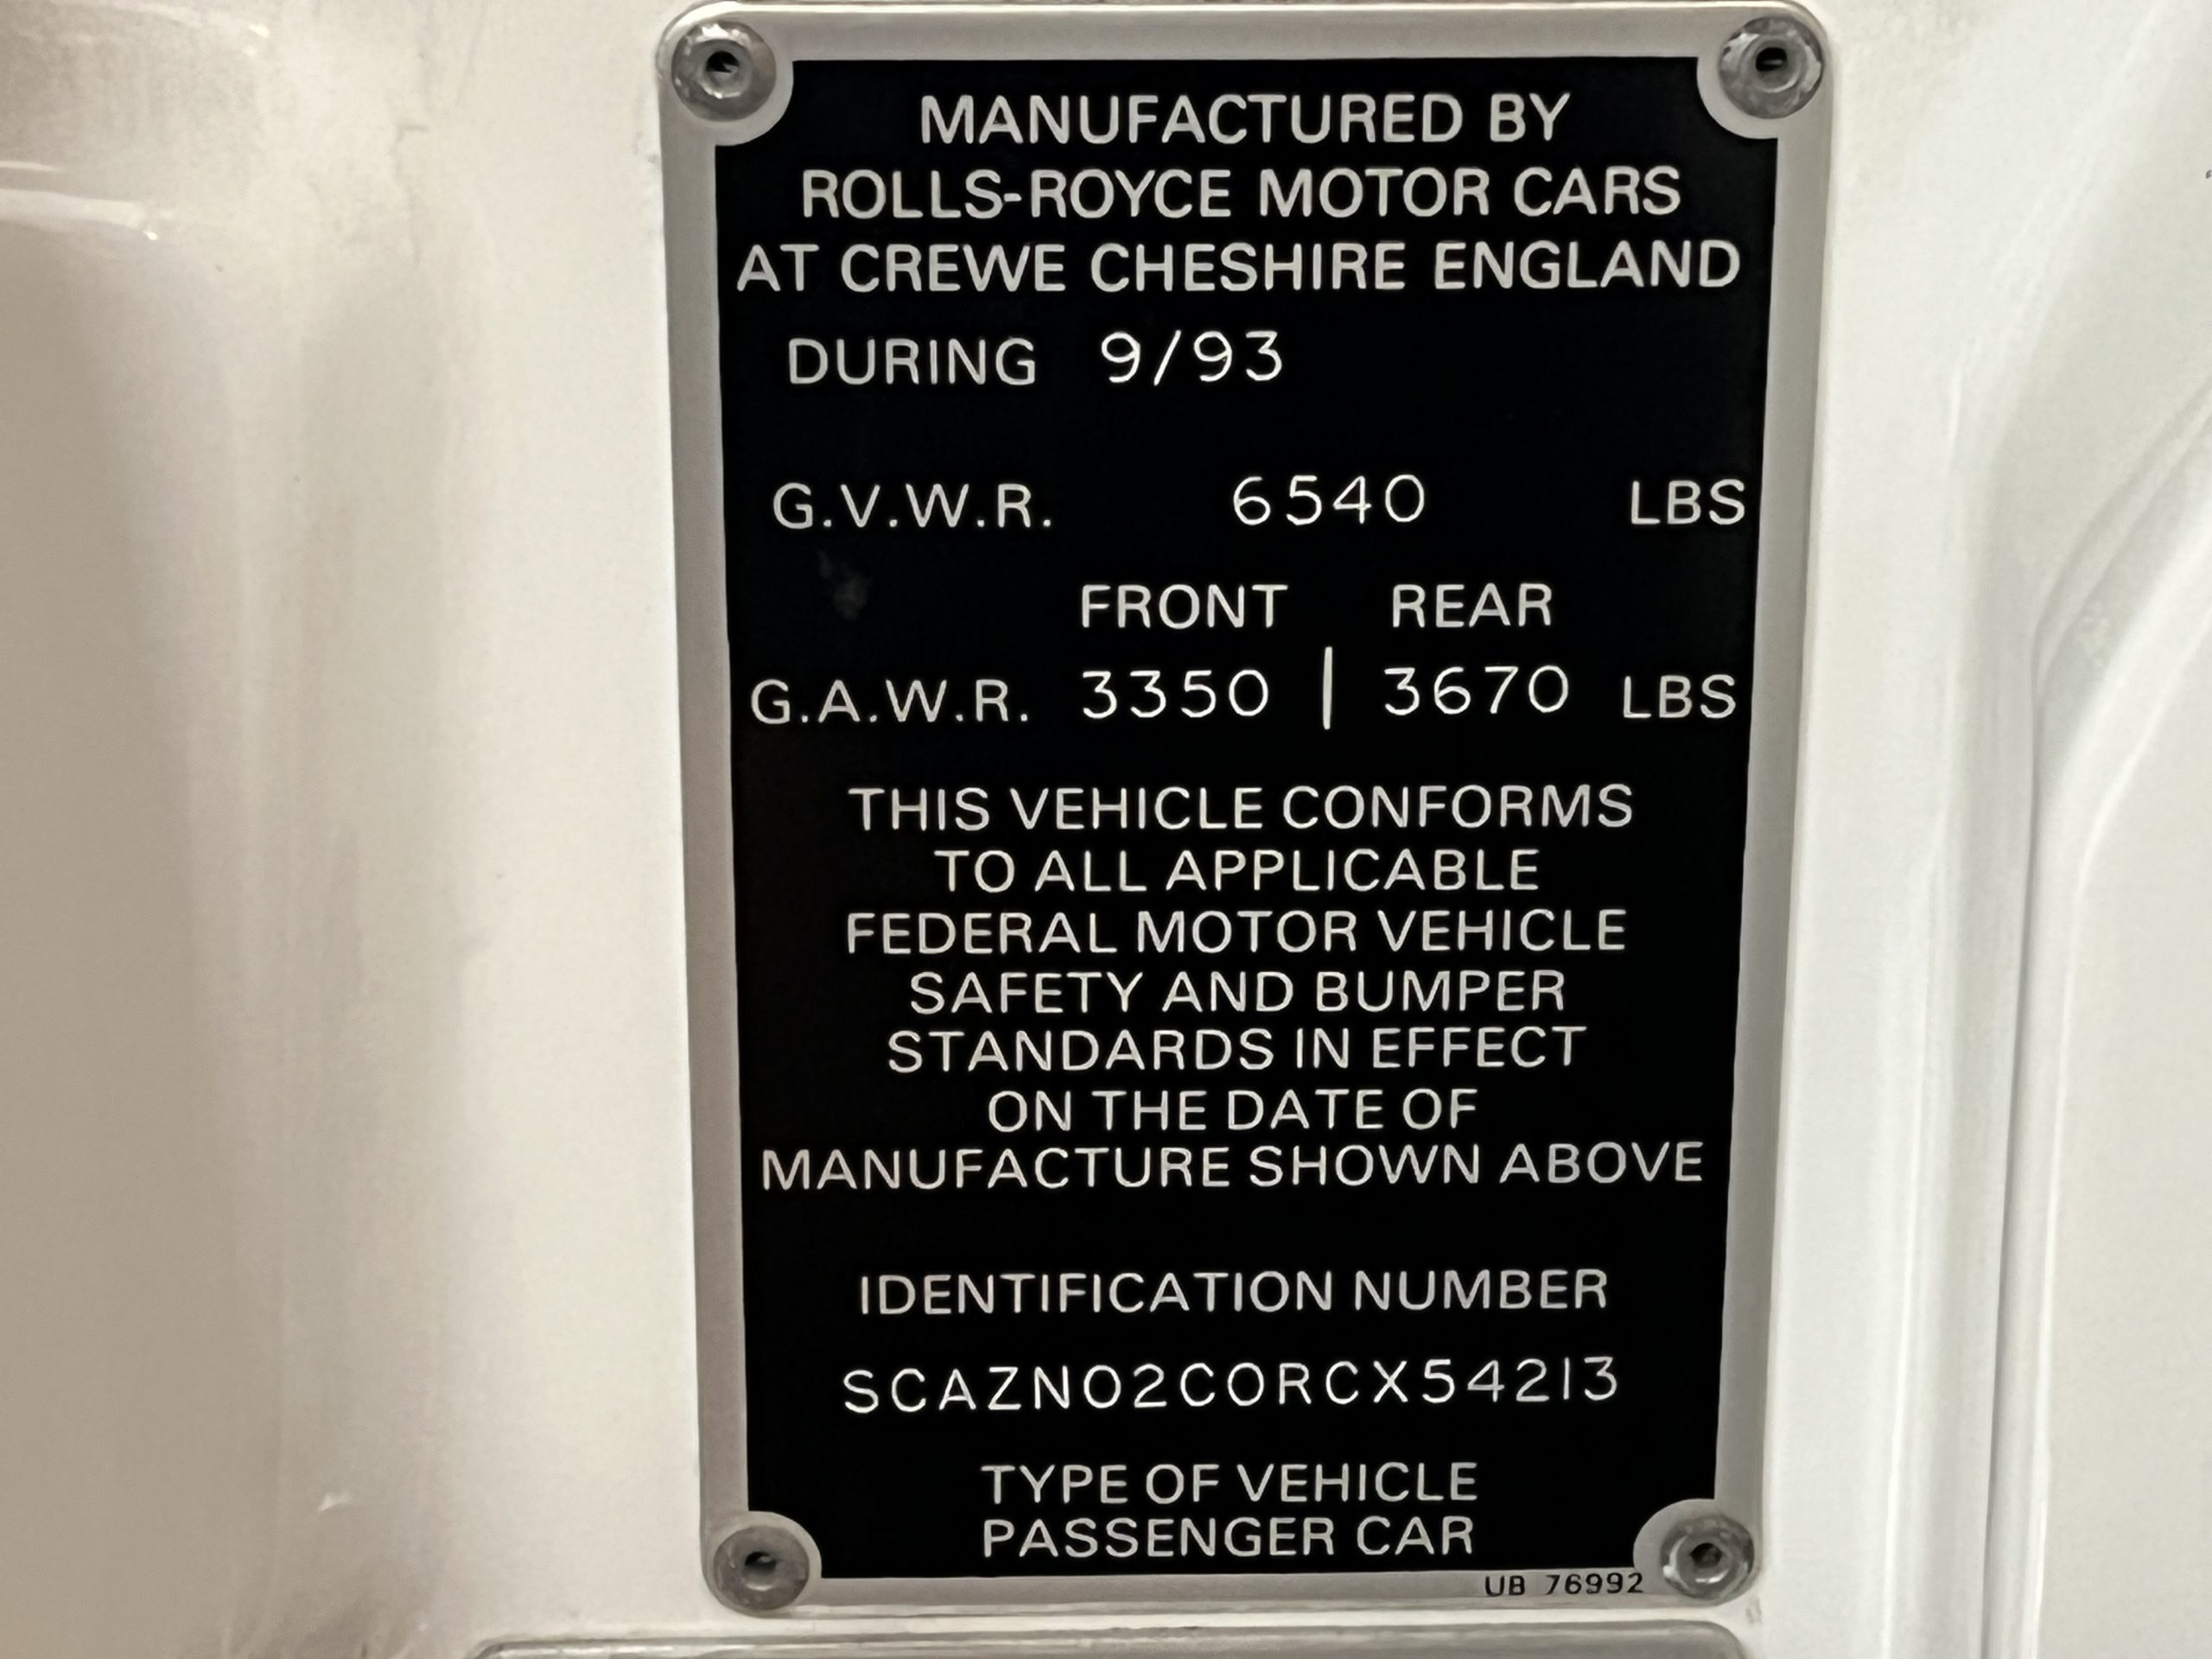 MANUFACTURED BY
ROLLS-ROYCE MOTOR CARS
AT CREWE CHESHIRE ENGLAND
DURING 9/93
G.V.W.R. 6540 LBS
FRONT REAR
G.A.W.R. 3350 | 3670 LBS
THIS VEHICLE CONFORMS
TO ALL APPLICABLE
FEDERAL MOTOR VEHICLE
SAFETY AND BUMPER
STANDARDS IN EFFECT
ON THE DATE OF
MANUFACTURE SHOWN ABOVE
IDENTIFICATION NUMBER
SCAZN02C0RCX54213
TYPE OF VEHICLE
PASSENGER CAR
UB 76992